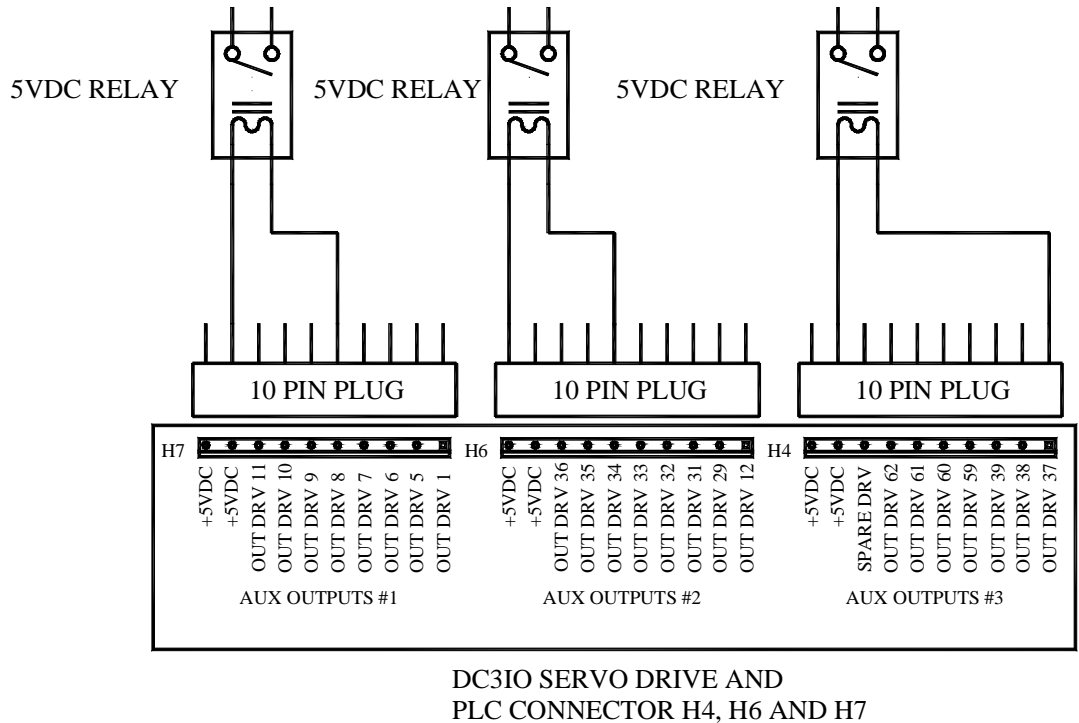 5VDC RELAY
5VDC RELAY
5VDC RELAY
10 PIN PLUG
10 PIN PLUG
10 PIN PLUG
H7
+5VDC
+5VDC
OUT DRV 11
OUT DRV 10
OUT DRV 9
OUT DRV 8
OUT DRV 7
OUT DRV 6
OUT DRV 5
OUT DRV 1
AUX OUTPUTS #1
H6
+5VDC
+5VDC
OUT DRV 36
OUT DRV 35
OUT DRV 34
OUT DRV 33
OUT DRV 32
OUT DRV 31
OUT DRV 29
OUT DRV 12
AUX OUTPUTS #2
H4
+5VDC
+5VDC
SPARE DRV
OUT DRV 62
OUT DRV 61
OUT DRV 60
OUT DRV 59
OUT DRV 39
OUT DRV 38
OUT DRV 37
AUX OUTPUTS #3
DC3IO SERVO DRIVE AND
PLC CONNECTOR H4, H6 AND H7